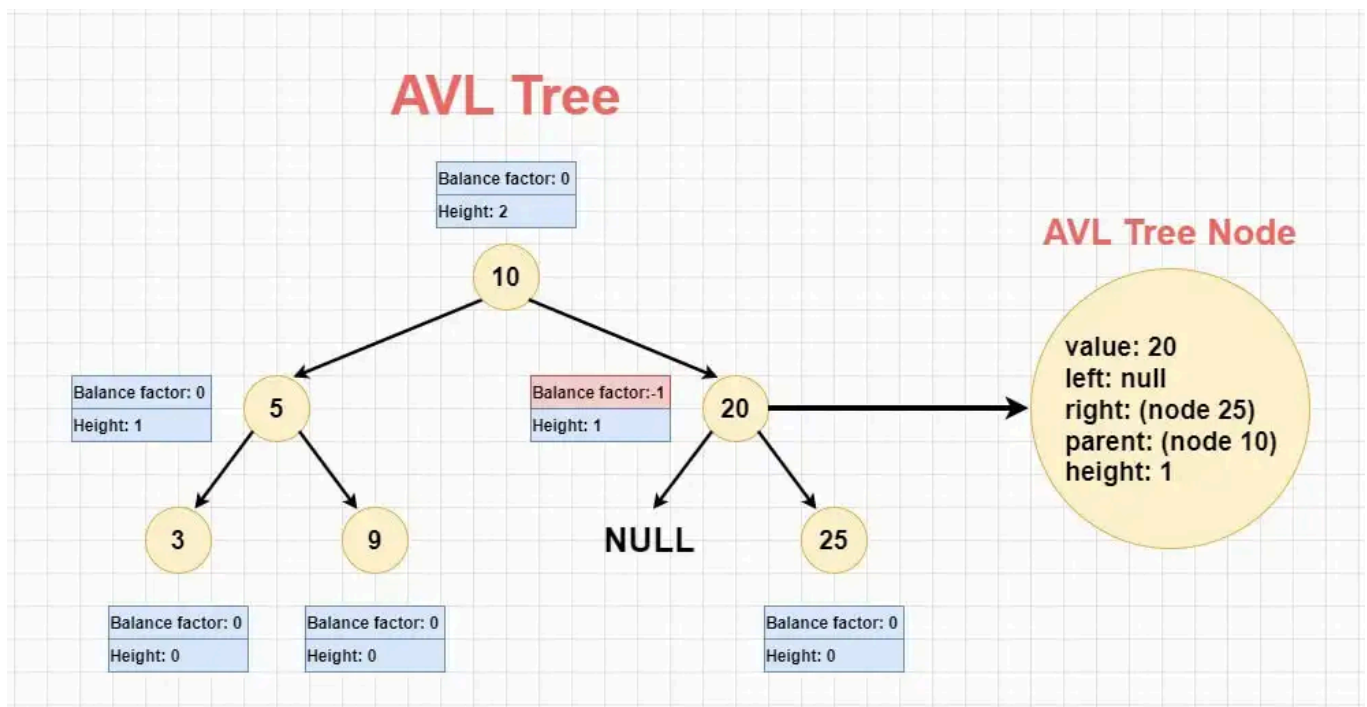 AVL Tree
Balance factor: 0
Height: 2
AVL Tree Node
10
value: 20
left: null
right: (node 25)
parent: (node 10)
height: 1
Balance factor: 0
Height: 1
5
Balance factor:-1
Height: 1
20
3
9
NULL
25
Balance factor: 0
Height: 0
Balance factor: 0
Height: 0
Balance factor: 0
Height: 0